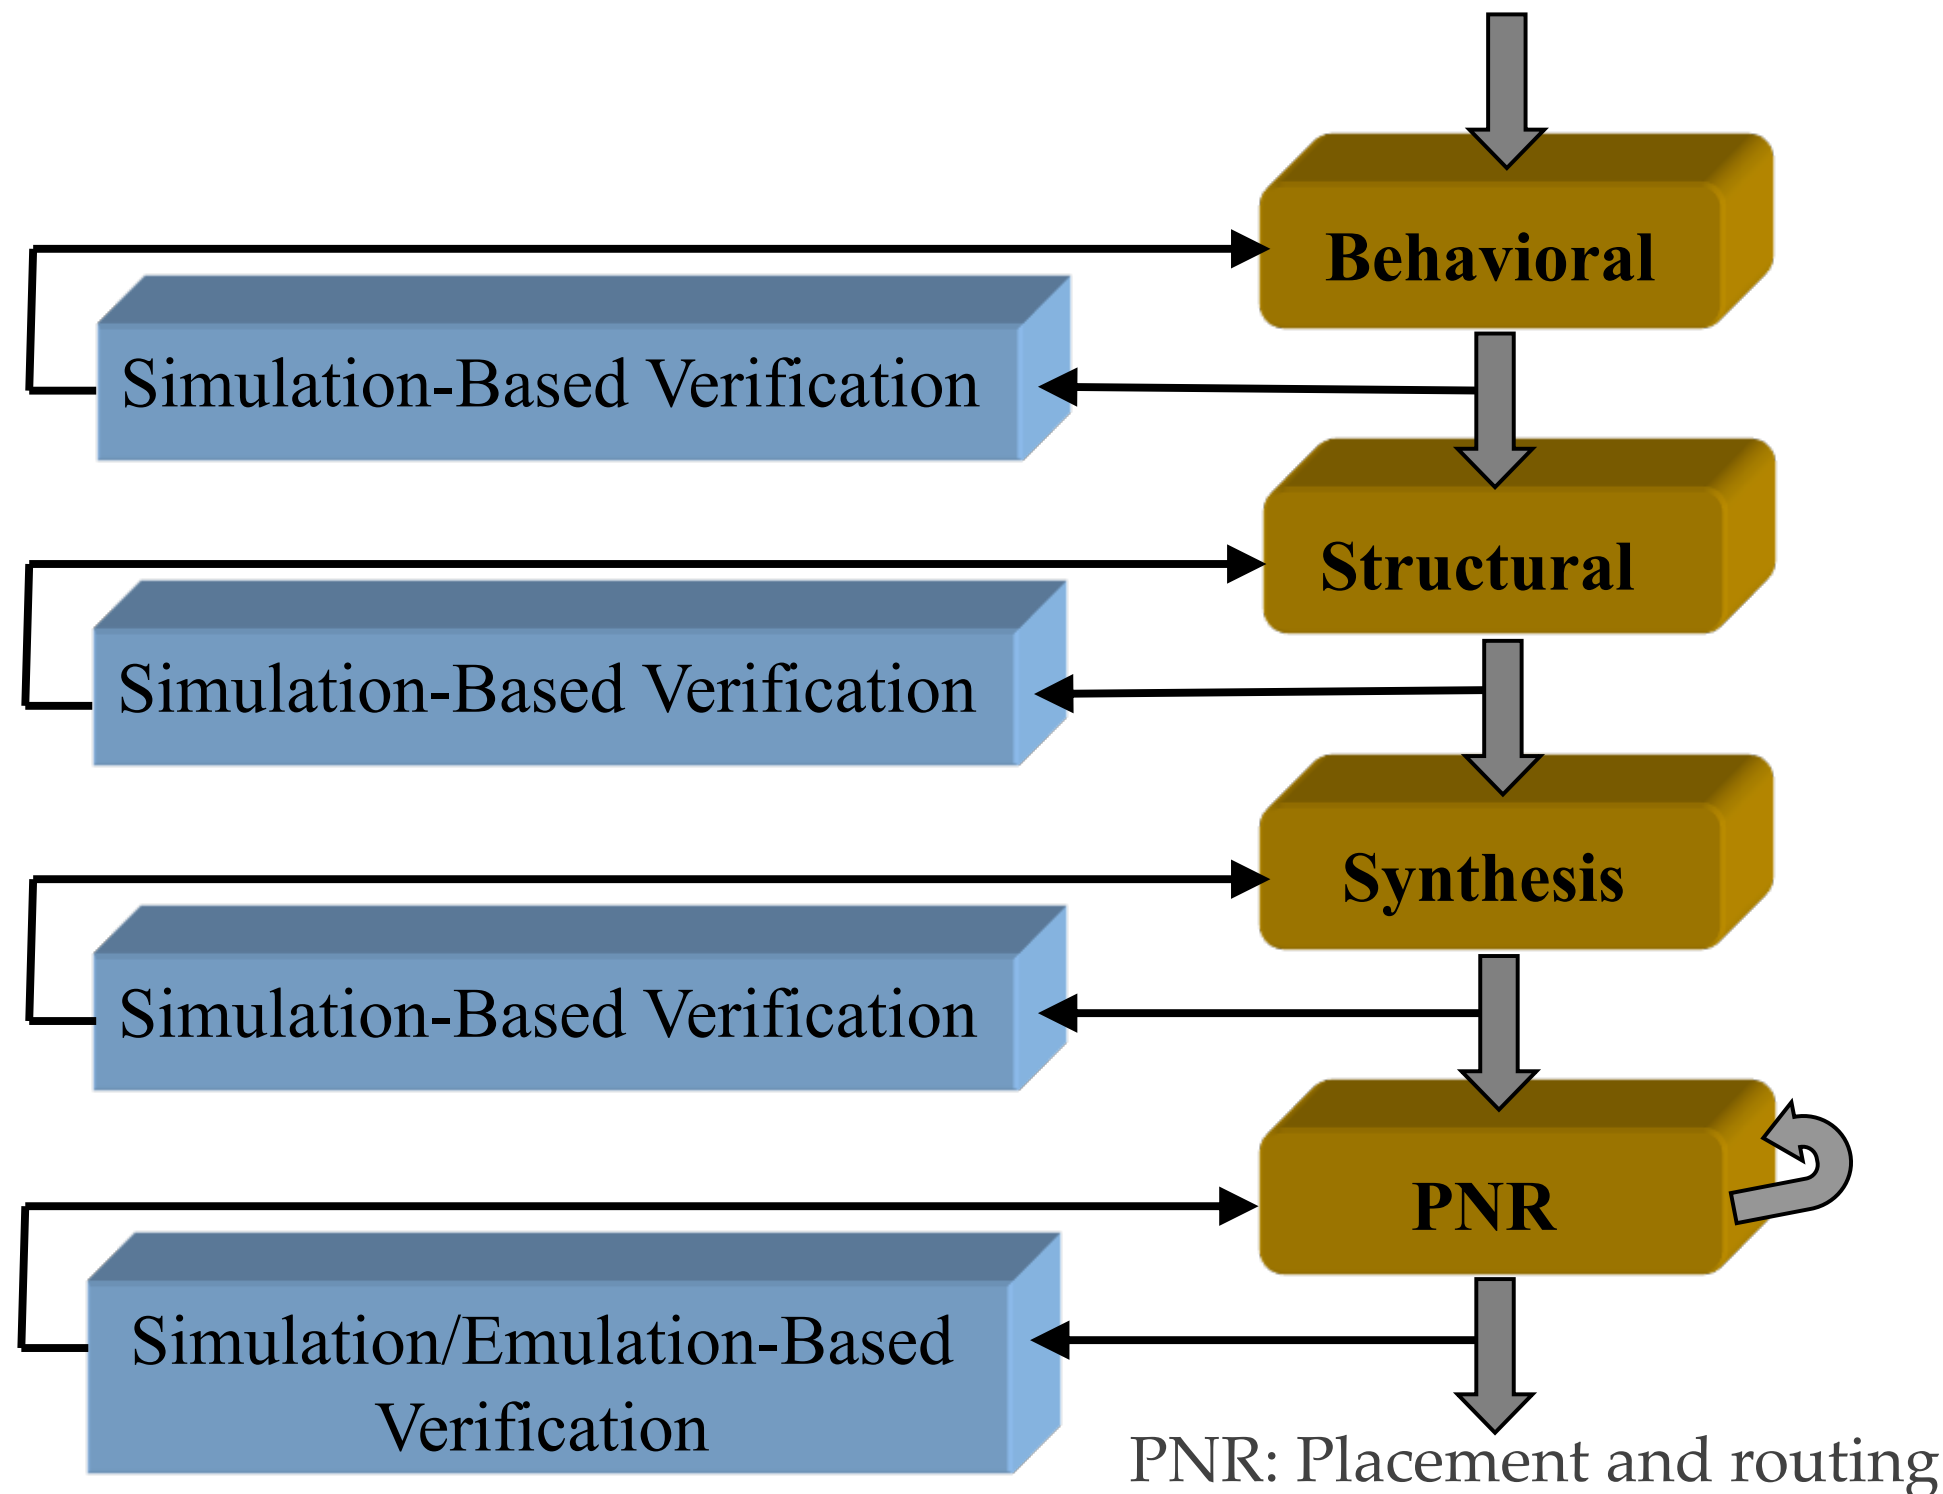 Behavioral
Simulation-Based Verification
Structural
Simulation-Based Verification
Synthesis
Simulation-Based Verification
PNR
Simulation/Emulation-Based
Verification
PNR: Placement and routing